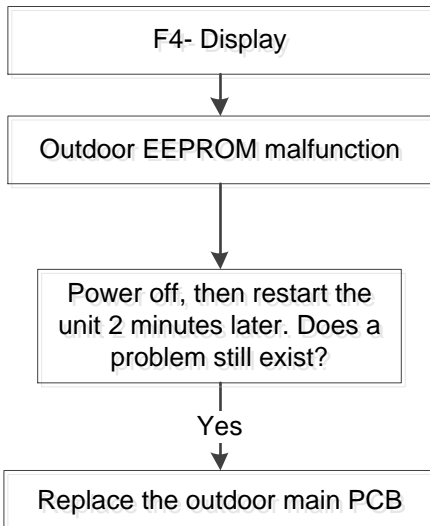 F4- Display
Outdoor EEPROM malfunction
Power off, then restart the
unit 2 minutes later. Does a
problem still exist?
Yes
Replace the outdoor main PCB